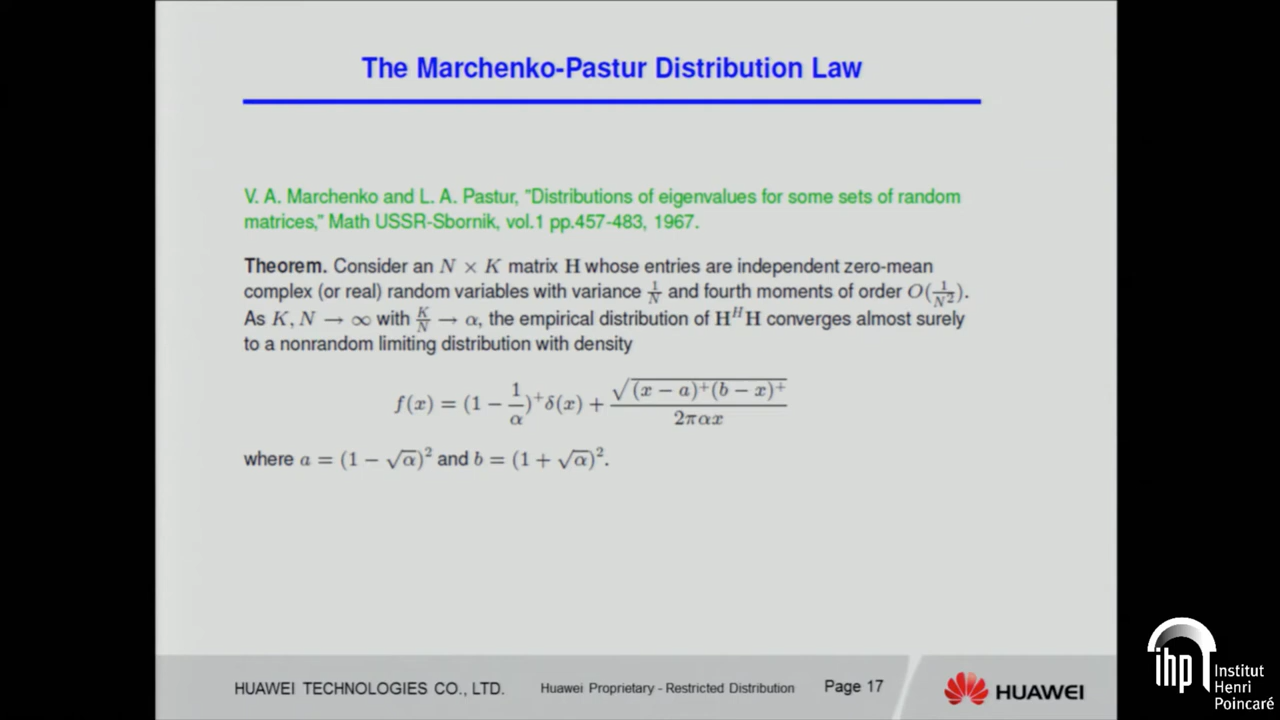 The Marchenko-Pastur Distribution Law
V. A. Marchenko and L. A. Pastur, "Distributions of eigenvalues for some sets of random
matrices," Math USSR-Sbornik, vol.1 pp.457-483, 1967.
Theorem. Consider an N × K matrix H whose entries are independent zero-mean
complex (or real) random variables with variance 1/N and fourth moments of order O(1/N²).
As K, N → ∞ with K/N → α, the empirical distribution of HᴴH converges almost surely
to a nonrandom limiting distribution with density
f(x) = (1 − 1/α)⁺δ(x) + √((x − a)⁺(b − x)⁺) / 2παx
where a = (1 − √α)² and b = (1 + √α)².
HUAWEI TECHNOLOGIES CO., LTD. Huawei Proprietary - Restricted Distribution Page 17 HUAWEI
ihp Institut
Henri
Poincaré